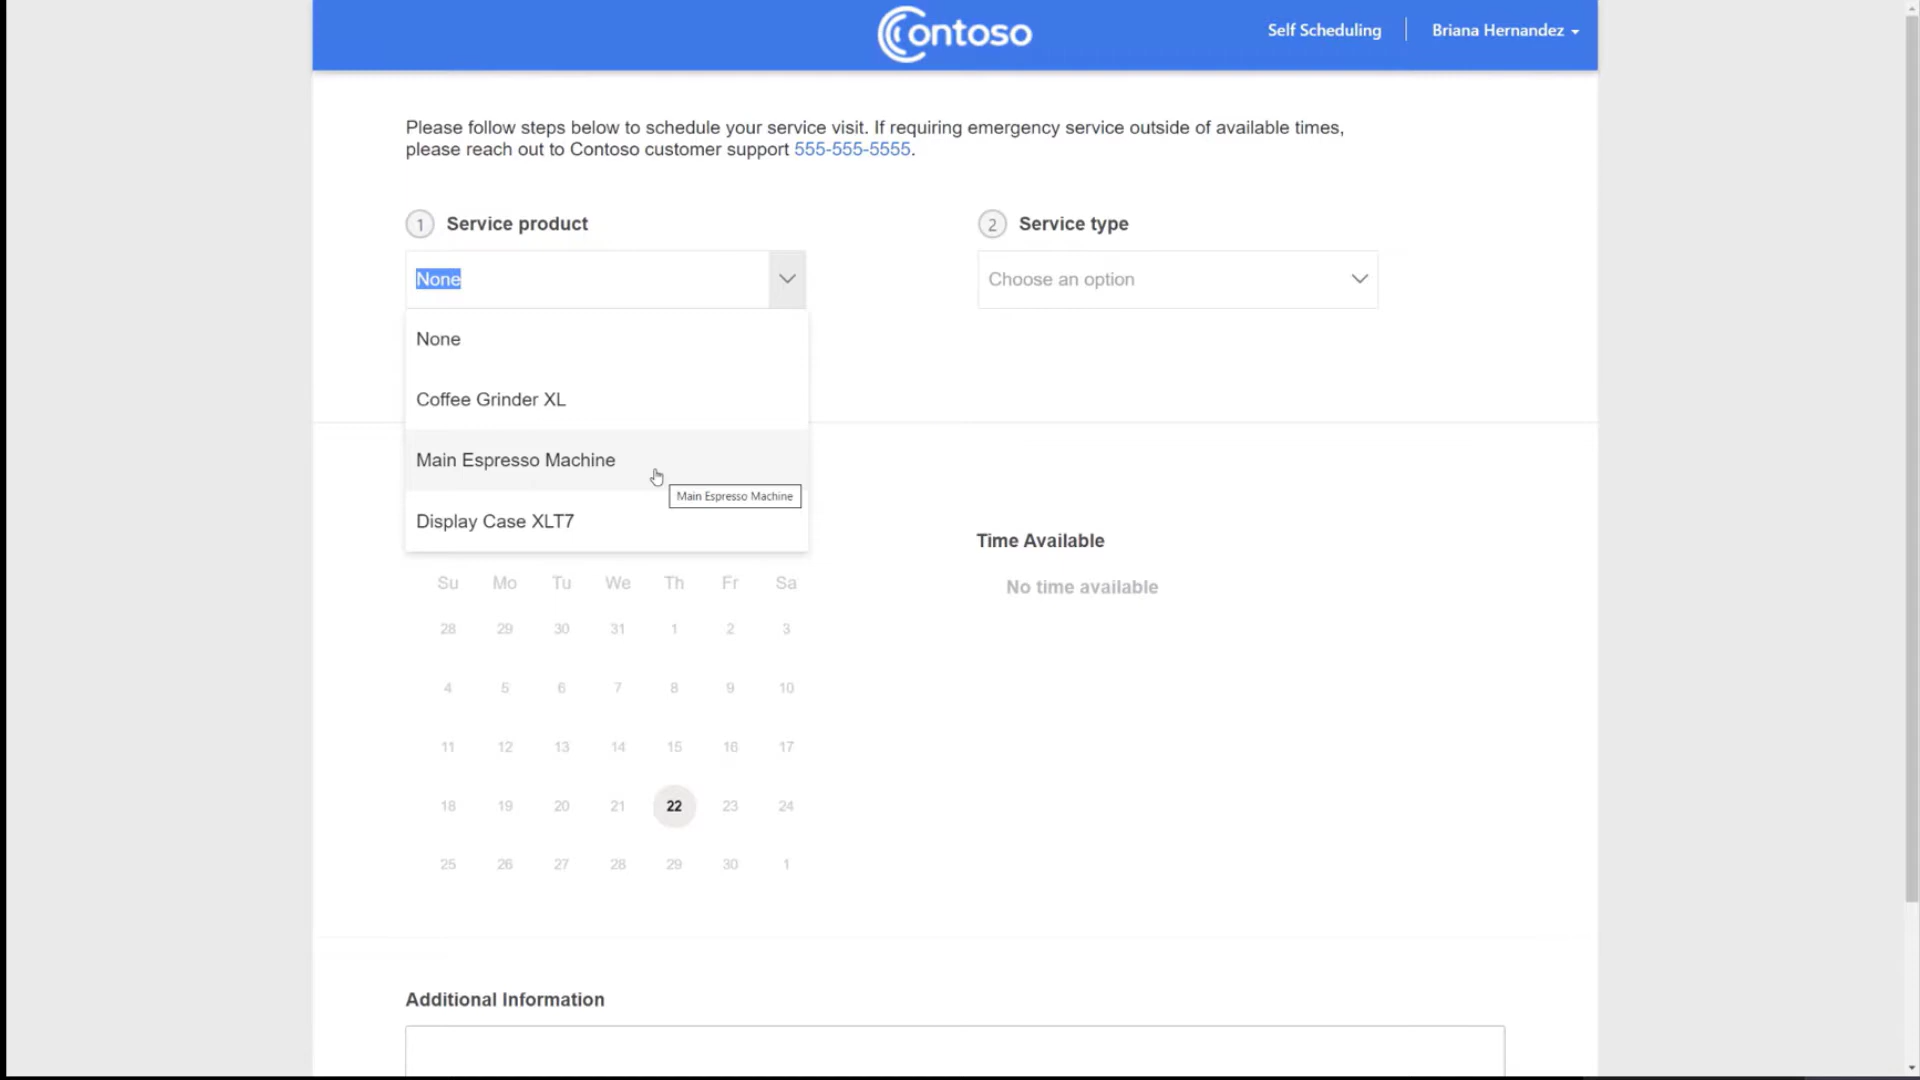 Contoso
Self Scheduling
Briana Hernandez
Please follow steps below to schedule your service visit. If requiring emergency service outside of available times,
please reach out to Contoso customer support 555-555-5555.
1 Service product
None
None
Coffee Grinder XL
Main Espresso Machine
Main Espresso Machine
Display Case XLT7
2 Service type
Choose an option
Su Mo Tu We Th Fr Sa
28 29 30 31 1 2 3
4 5 6 7 8 9 10
11 12 13 14 15 16 17
18 19 20 21 22 23 24
25 26 27 28 29 30 1
Time Available
No time available
Additional Information